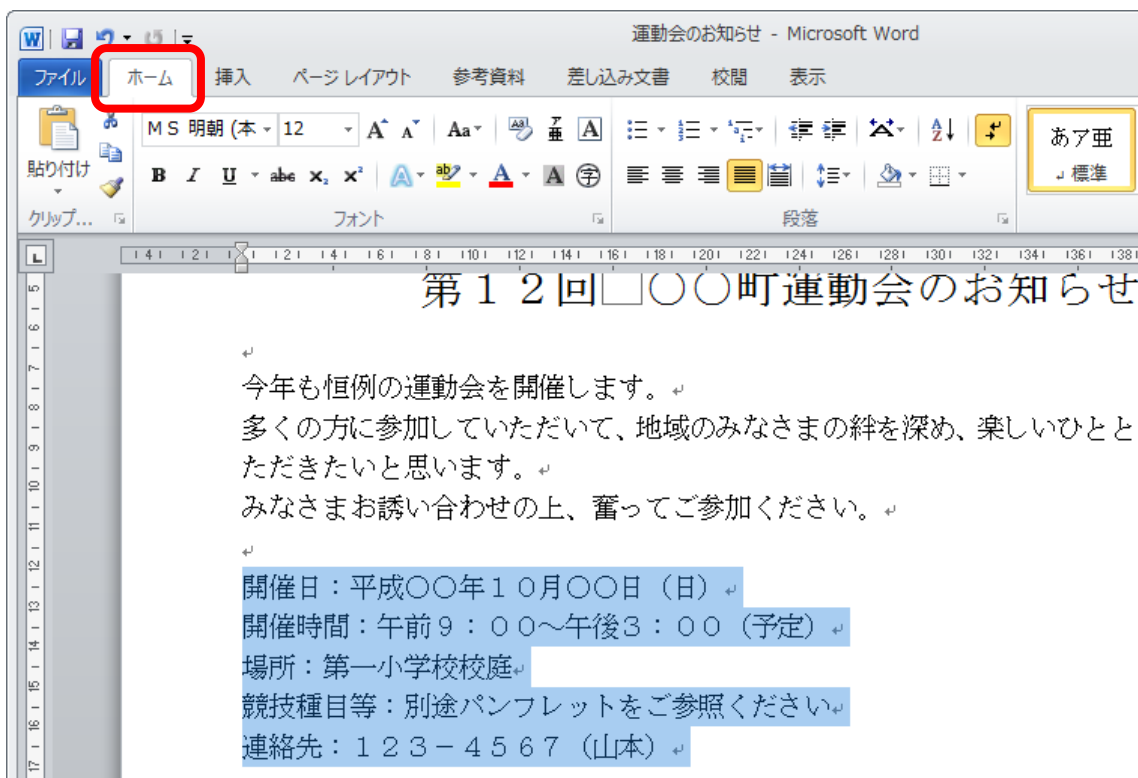 運動会のお知らせ - Microsoft Word
ファイル ホーム 挿入 ページ レイアウト 参考資料 差し込み文書 校閲 表示
ＭＳ 明朝 (本 12 Aa
あア亜
貼り付け
標準
クリップ... フォント 段落
第１２回□〇〇町運動会のお知らせ
今年も恒例の運動会を開催します。
多くの方に参加していただいて、地域のみなさまの絆を深め、楽しいひとと
ただきたいと思います。
みなさまお誘い合わせの上、奮ってご参加ください。
開催日：平成〇〇年１０月〇〇日（日）
開催時間：午前９：００～午後３：００（予定）
場所：第一小学校校庭
競技種目等：別途パンフレットをご参照ください
連絡先：１２３－４５６７（山本）